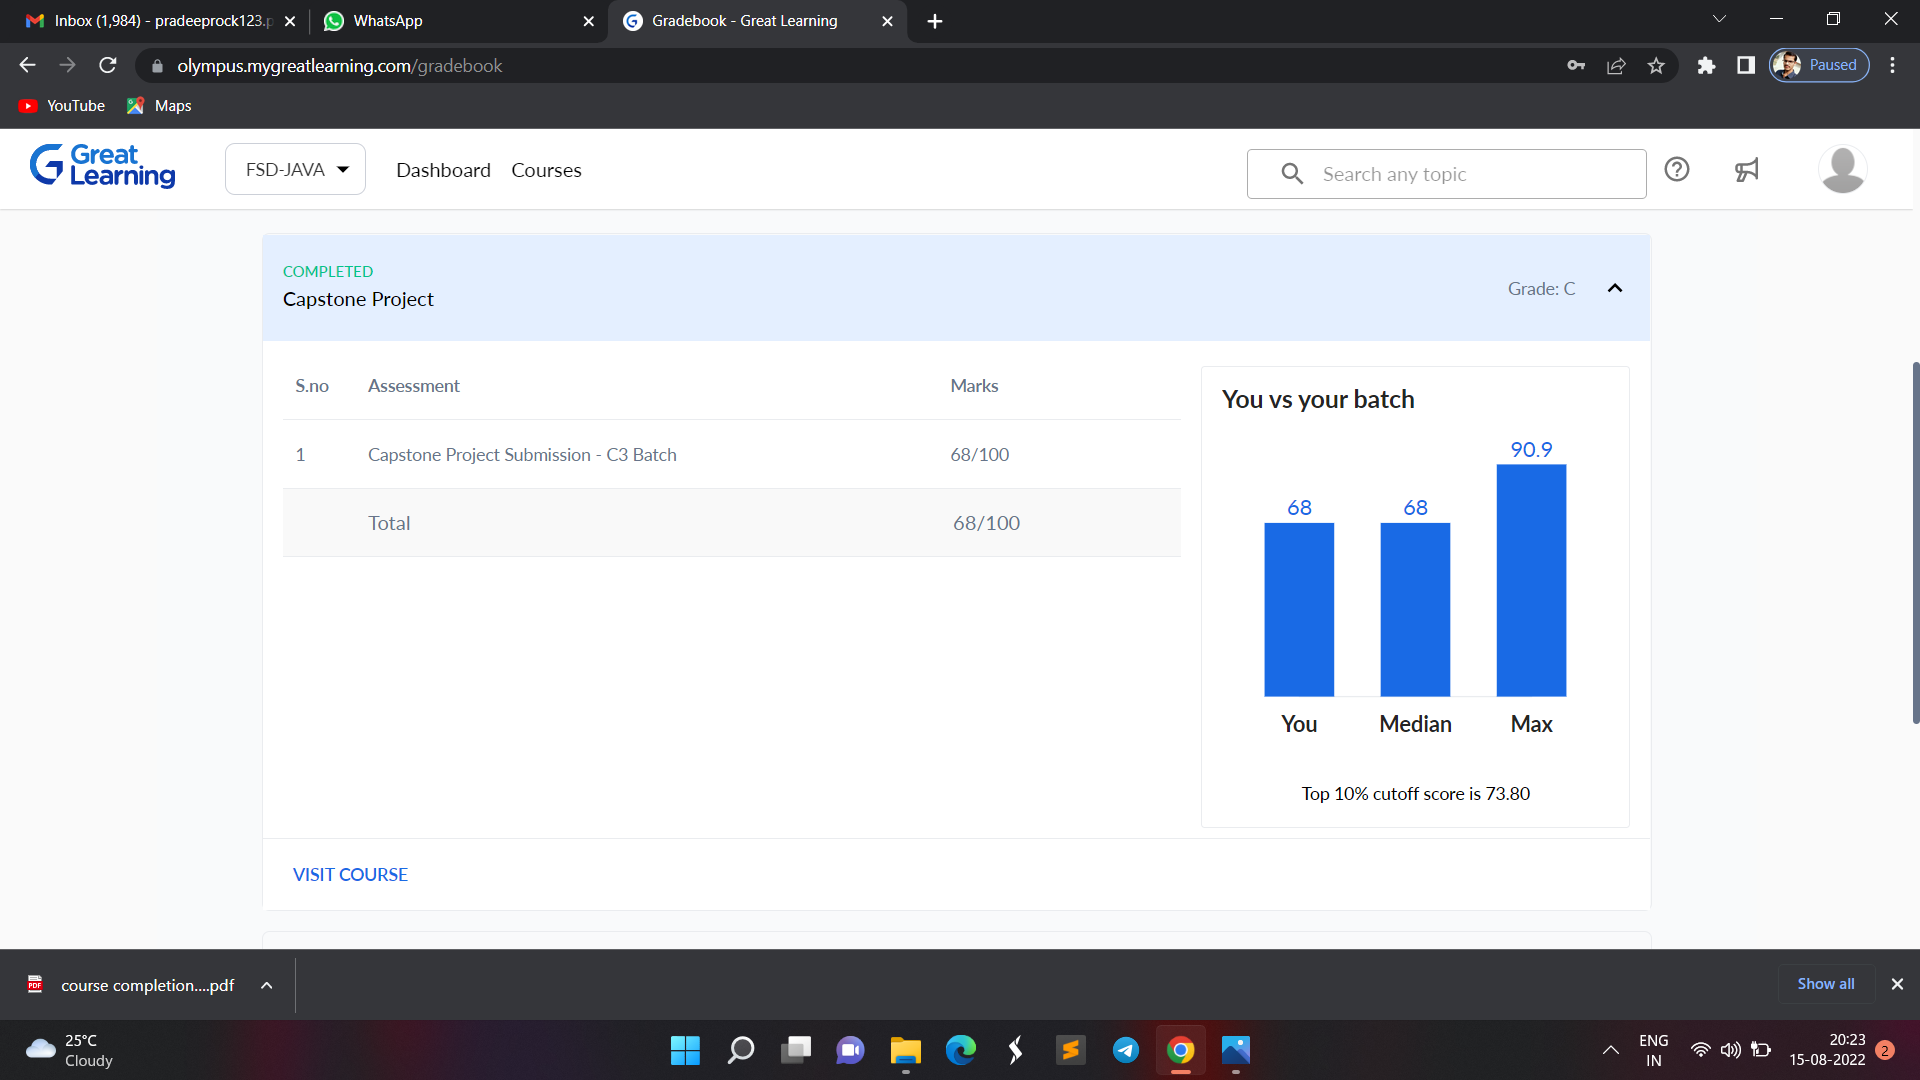 Inbox (1,984) - pradeeprock123.p
WhatsApp
Gradebook - Great Learning
olympus.mygreatlearning.com/gradebook
Paused
YouTube
Maps
Great
Learning
FSD-JAVA
Dashboard
Courses
Search any topic
COMPLETED
Capstone Project
Grade: C
S.no
Assessment
Marks
1
Capstone Project Submission - C3 Batch
68/100
Total
68/100
You vs your batch
68
68
90.9
You
Median
Max
Top 10% cutoff score is 73.80
VISIT COURSE
PDF
course completion....pdf
Show all
25°C
Cloudy
ENG
IN
20:23
15-08-2022
2